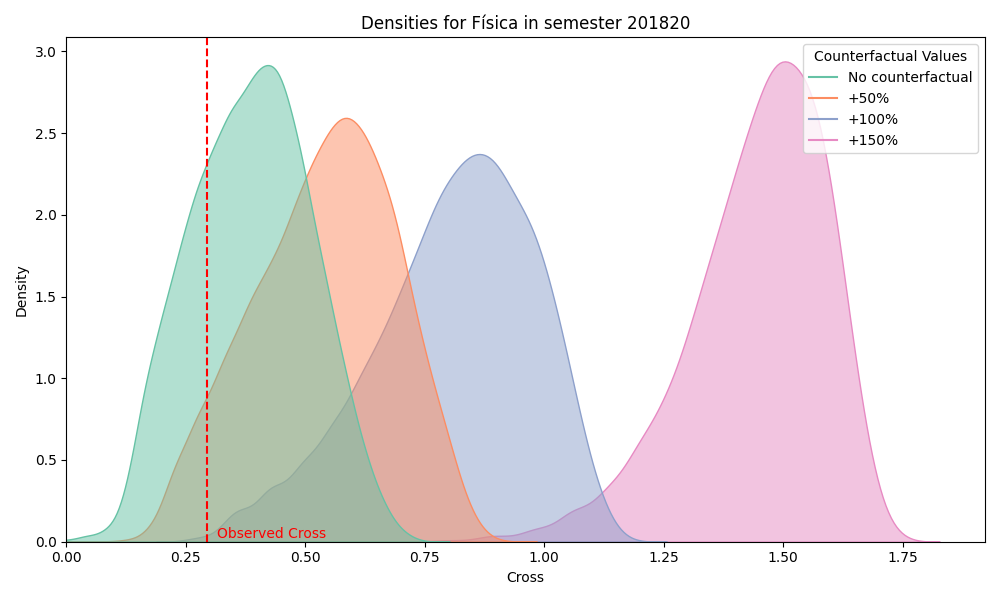 Densities for Física in semester 201820
Counterfactual Values
No counterfactual
+50%
+100%
+150%
Density
3.0
2.5
2.0
1.5
1.0
0.5
0.0
Observed Cross
0.00 0.25 0.50 0.75 1.00 1.25 1.50 1.75
Cross